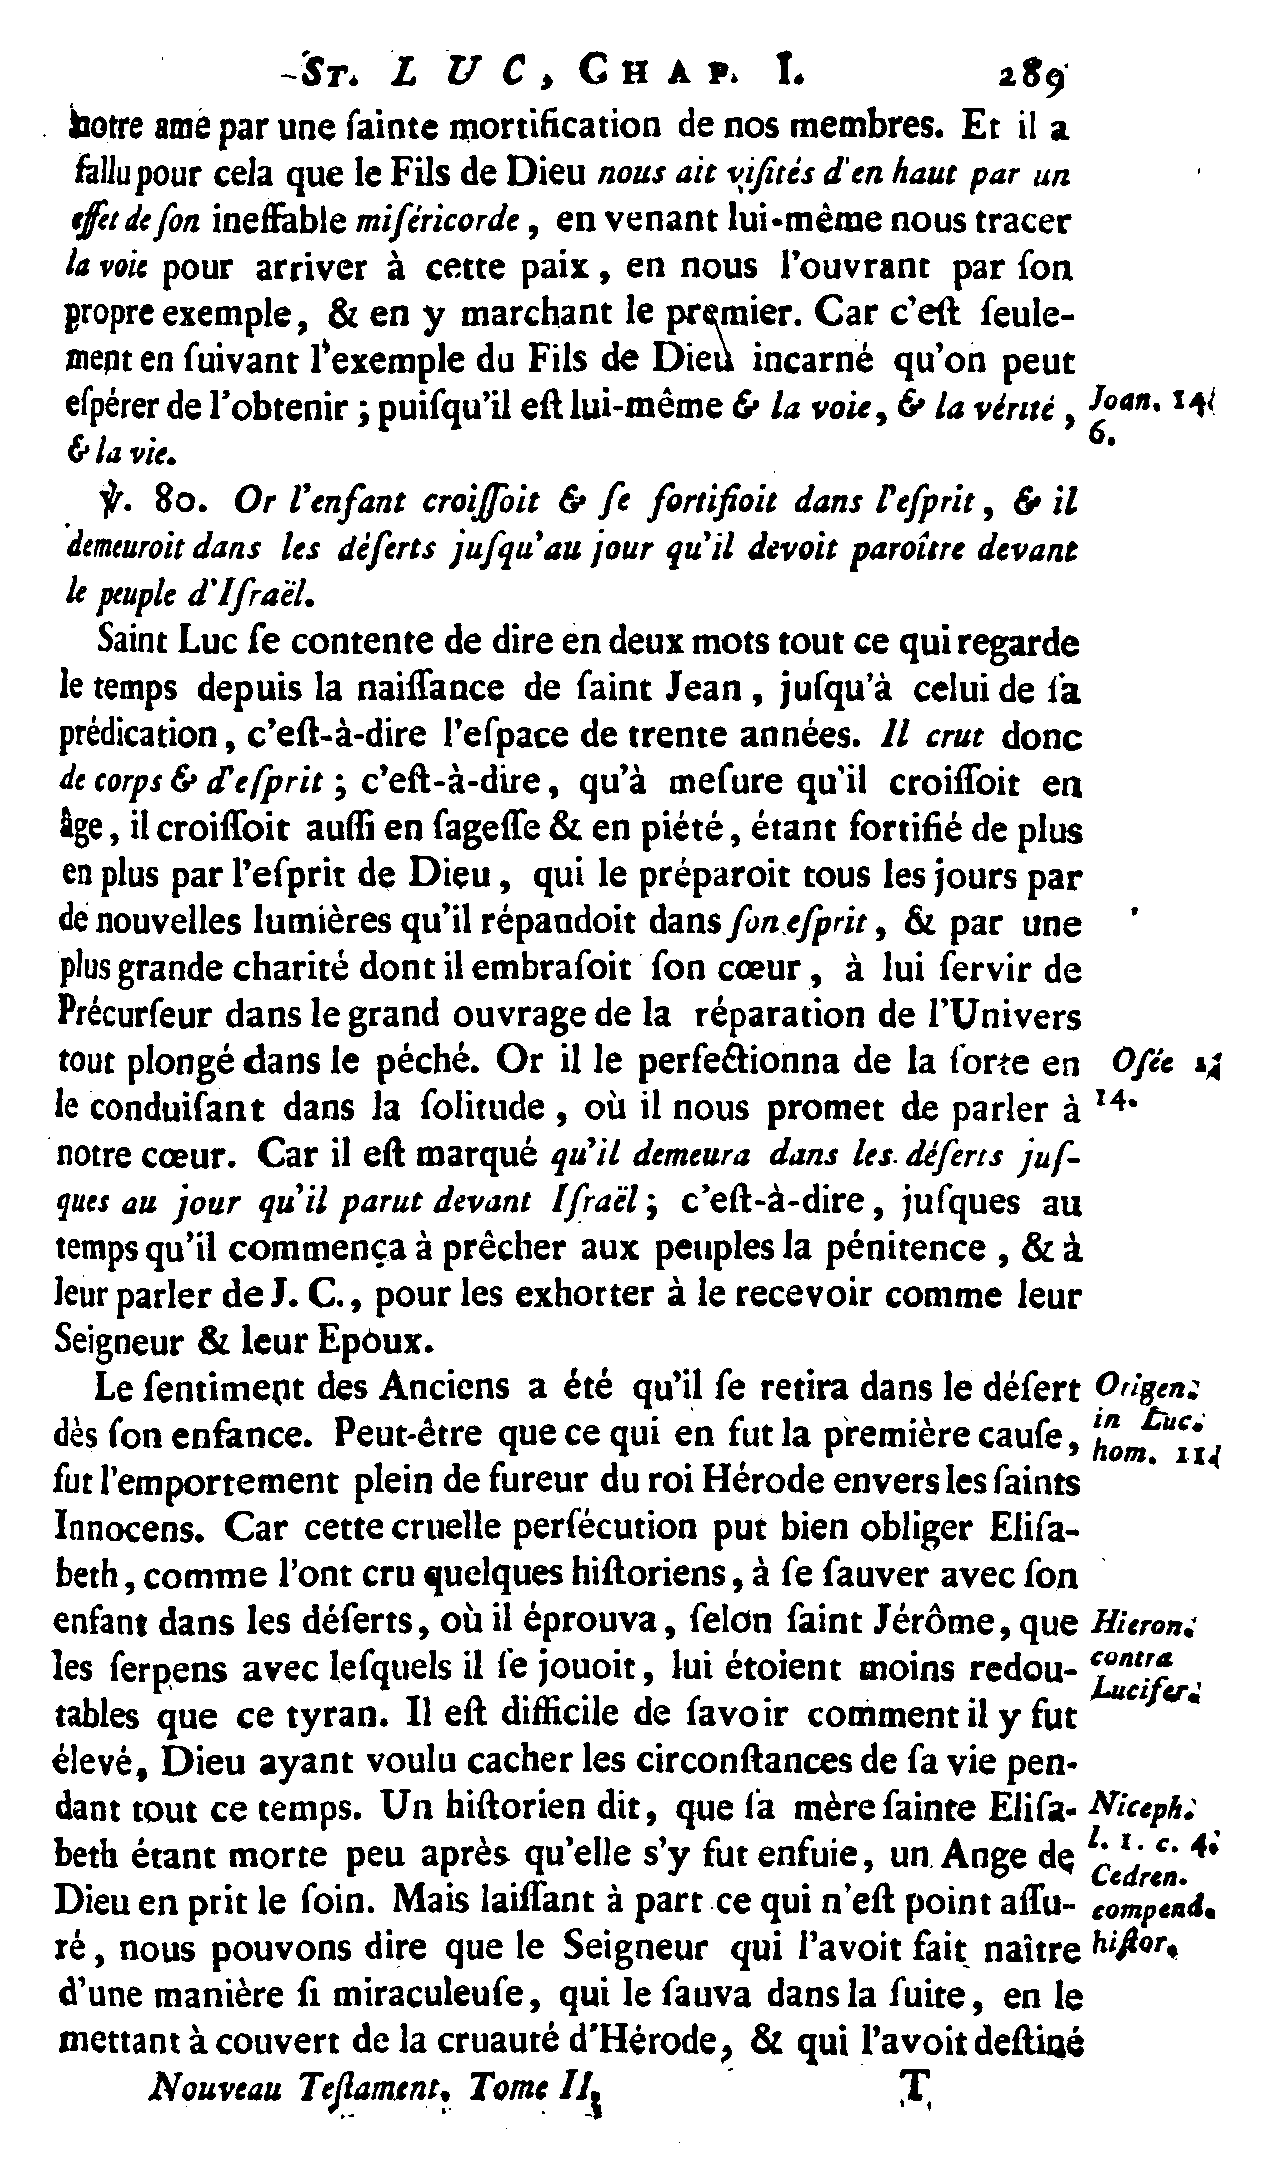 ST. LUC, CHAP. I. 289
notre ame par une ſainte mortification de nos membres. Et il a
fallu pour cela que le Fils de Dieu nous ait viſités d'en haut par un
effet de ſon ineffable miſéricorde, en venant lui-même nous tracer
la voie pour arriver à cette paix, en nous l'ouvrant par ſon
propre exemple, & en y marchant le premier. Car c'eſt ſeule-
ment en ſuivant l'exemple du Fils de Dieu incarné qu'on peut
eſpérer de l'obtenir ; puiſqu'il eſt lui-même & la voie, & la vérité,
& la vie.
Joan. 14.
6.
℣. 80. Or l'enfant croiſſoit & ſe fortifioit dans l'eſprit, & il
demeuroit dans les déſerts juſqu'au jour qu'il devoit paroître devant
le peuple d'Iſraël.
Saint Luc ſe contente de dire en deux mots tout ce qui regarde
le temps depuis la naiſſance de ſaint Jean, juſqu'à celui de ſa
prédication, c'eſt-à-dire l'eſpace de trente années. Il crut donc
de corps & d'eſprit ; c'eſt-à-dire, qu'à meſure qu'il croiſſoit en
âge, il croiſſoit auſſi en ſageſſe & en piété, étant fortifié de plus
en plus par l'eſprit de Dieu, qui le préparoit tous les jours par
de nouvelles lumières qu'il répandoit dans ſon eſprit, & par une
plus grande charité dont il embraſoit ſon cœur, à lui ſervir de
Précurſeur dans le grand ouvrage de la réparation de l'Univers
tout plongé dans le péché. Or il le perfectionna de la ſorte en
le conduiſant dans la ſolitude, où il nous promet de parler à
notre cœur. Car il eſt marqué qu'il demeura dans les déſerts juſ-
ques au jour qu'il parut devant Iſraël ; c'eſt-à-dire, juſques au
temps qu'il commença à prêcher aux peuples la pénitence, & à
leur parler de J. C., pour les exhorter à le recevoir comme leur
Seigneur & leur Epoux.
Oſée 2.
14.
Le ſentiment des Anciens a été qu'il ſe retira dans le déſert
dès ſon enfance. Peut-être que ce qui en fut la première cauſe,
fut l'emportement plein de fureur du roi Hérode envers les ſaints
Innocens. Car cette cruelle perſécution put bien obliger Eliſa-
beth, comme l'ont cru quelques hiſtoriens, à ſe ſauver avec ſon
enfant dans les déſerts, où il éprouva, ſelon ſaint Jérôme, que
les ſerpens avec leſquels il ſe jouoit, lui étoient moins redou-
tables que ce tyran. Il eſt difficile de ſavoir comment il y fut
élevé, Dieu ayant voulu cacher les circonſtances de ſa vie pen-
dant tout ce temps. Un hiſtorien dit, que ſa mère ſainte Eliſa-
beth étant morte peu après qu'elle s'y fut enfuie, un Ange de
Dieu en prit le ſoin. Mais laiſſant à part ce qui n'eſt point aſſu-
ré, nous pouvons dire que le Seigneur qui l'avoit fait naître
d'une manière ſi miraculeuſe, qui le ſauva dans la ſuite, en le
mettant à couvert de la cruauté d'Hérode, & qui l'avoit deſtiné
Origen.
in Luc.
hom. 11.
Hieron.
contra
Lucifer.
Niceph.
l. 1. c. 4.
Cedren.
compend.
hiſtor.
Nouveau Teſtament. Tome II. T